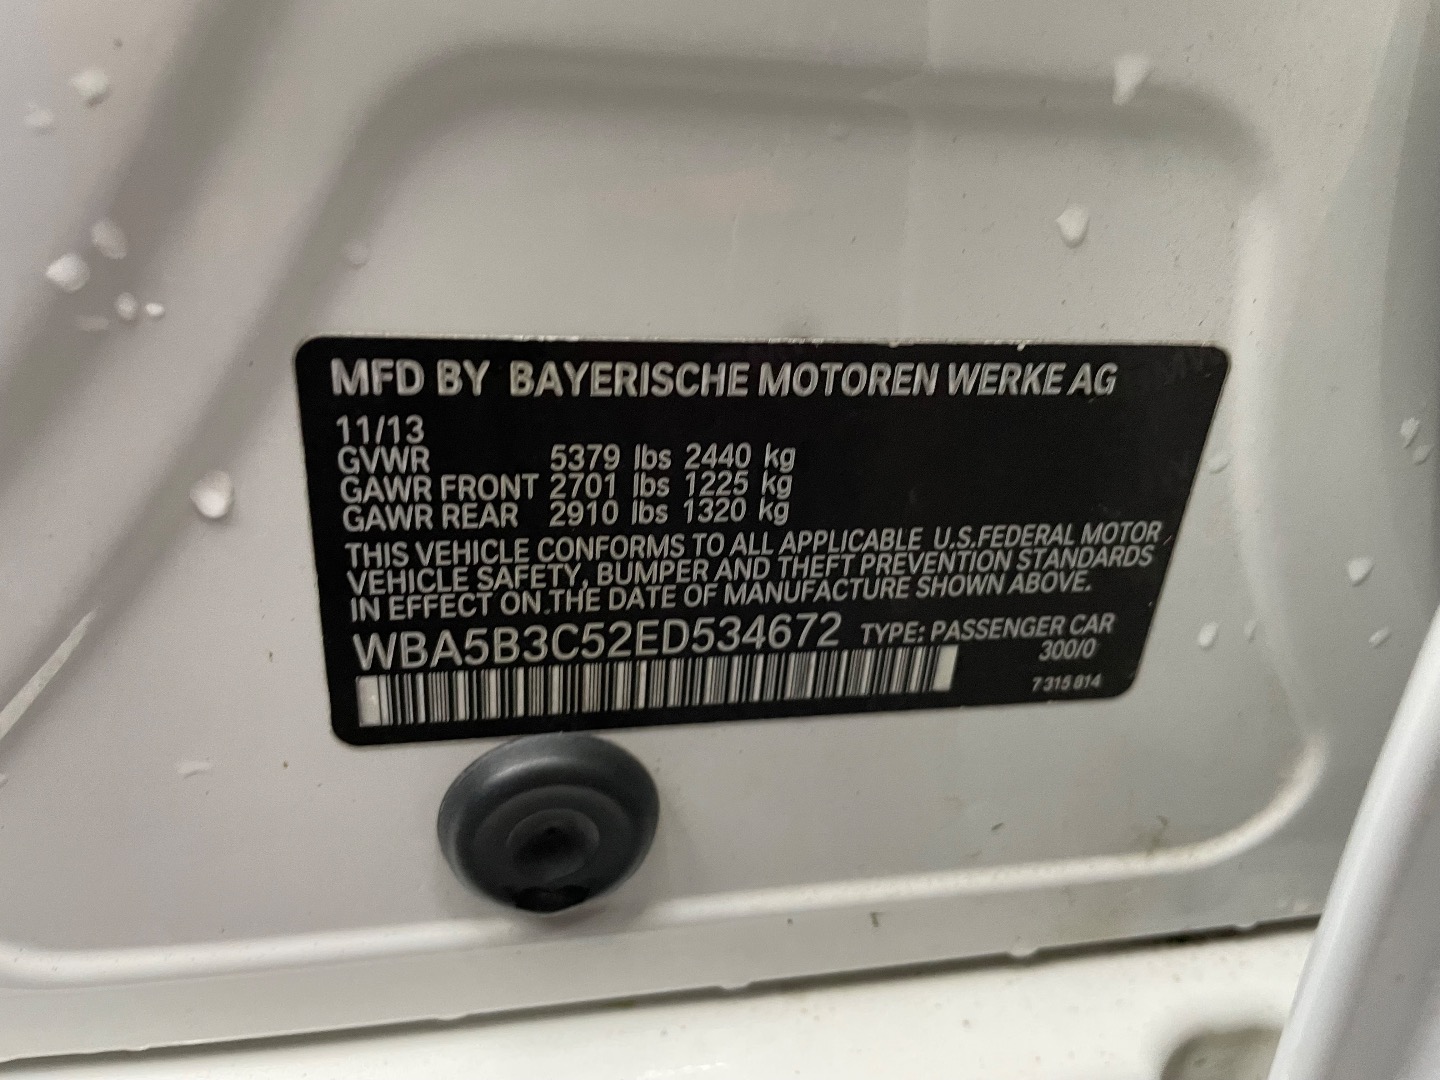 MFD BY BAYERISCHE MOTOREN WERKE AG
11/13
GVWR 5379 lbs 2440 kg
GAWR FRONT 2701 lbs 1225 kg
GAWR REAR 2910 lbs 1320 kg
THIS VEHICLE CONFORMS TO ALL APPLICABLE U.S.FEDERAL MOTOR
VEHICLE SAFETY, BUMPER AND THEFT PREVENTION STANDARDS
IN EFFECT ON THE DATE OF MANUFACTURE SHOWN ABOVE.
WBA5B3C52ED534672 TYPE: PASSENGER CAR
300/0
7 315 814